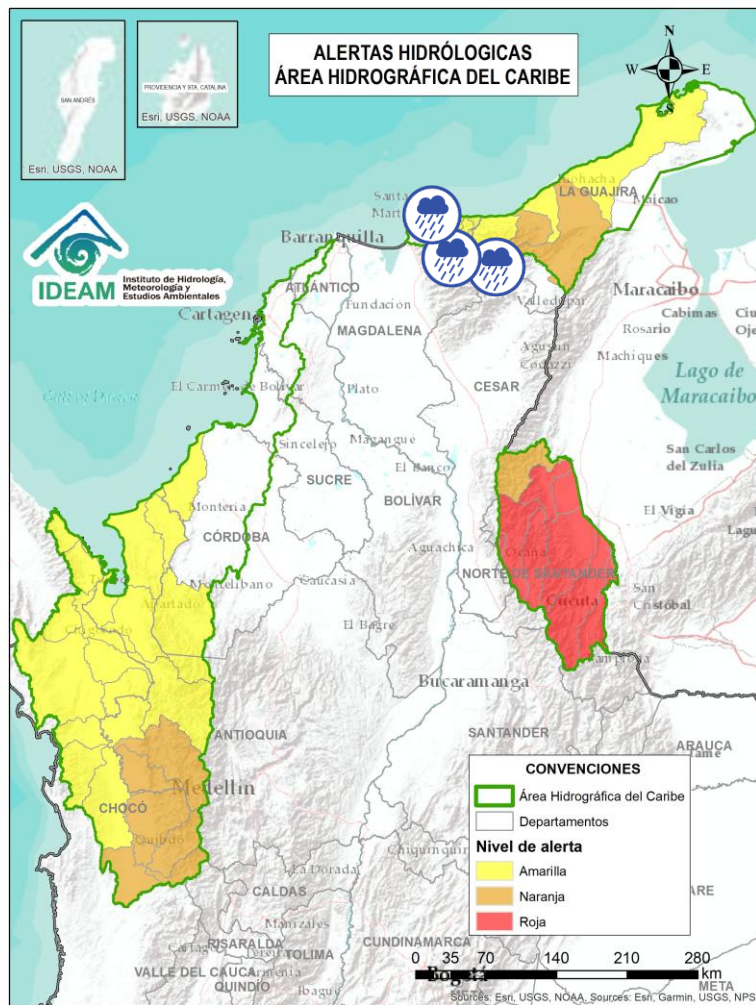 ALERTAS HIDRÓLOGICAS
ÁREA HIDROGRÁFICA DEL CARIBE
N
W
E
S
SAN ANDRÉS
Esri, USGS, NOAA
PROVIDENCIA Y STA. CATALINA
Esri, USGS, NOAA
IDEAM
Instituto de Hidrología,
Meteorología y
Estudios Ambientales
Santa
LA GUAJIRA
Maicao
Barranquilla
ATLÁNTICO
Cartagena
Fundación
MAGDALENA
Valledupar
Maracaibo
Cabimas
Rosario
Machiques
Agustín
Codazzi
CESAR
Lago de
Maracaibo
El Carmen de Bolívar
Plato
Sincelejo
Magangue
SUCRE
El Banco
BOLÍVAR
San Carlos
del Zulia
Montería
CÓRDOBA
El Vigía
Aguachica
Ocaña
NORTE DE SANTANDER
Cúcuta
San
Cristóbal
Montelíbano
Caucasia
Apartado
El Bagre
Pamplona
Bucaramanga
ANTIOQUIA
SANTANDER
ARAUCA
Medellín
CHOCÓ
Quibdó
La Dorada
CALDAS
Manizales
RISARALDA
TOLIMA
CUNDINAMARCA
VALLE DEL CAUCA
Armenia
QUINDÍO
Ibagué
Bogotá
META
CONVENCIONES
Área Hidrográfica del Caribe
Departamentos
Nivel de alerta
Amarilla
Naranja
Roja
0 35 70 140 210 280
km
Sources: Esri, USGS, NOAA, Sources: Esri, Garmin, USGS, NPS